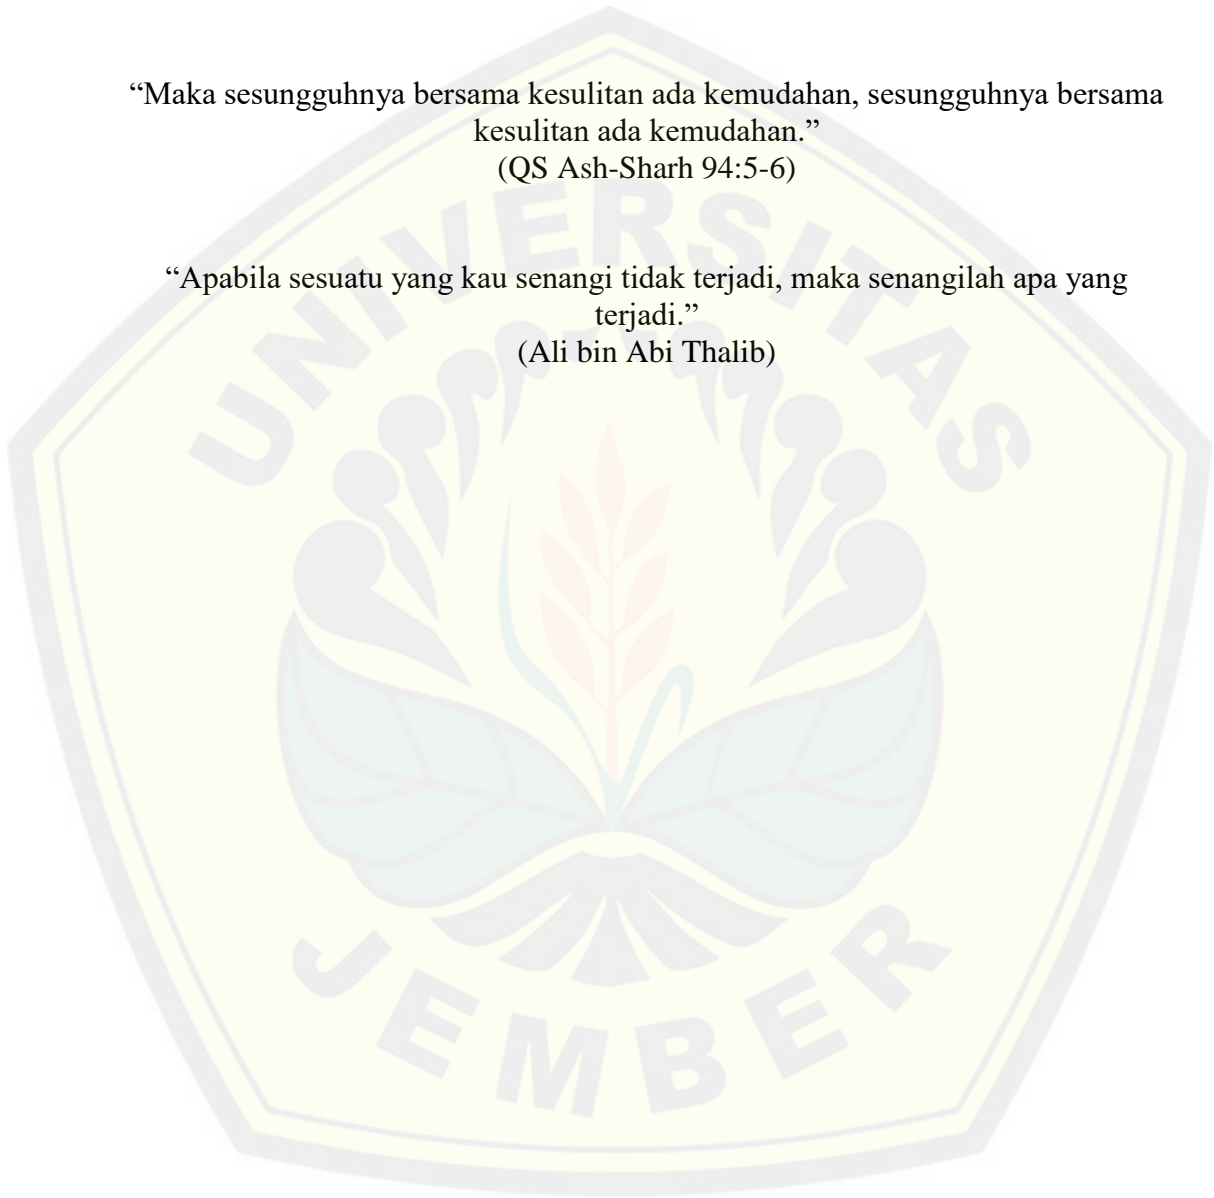 “Maka sesungguhnya bersama kesulitan ada kemudahan, sesungguhnya bersama
kesulitan ada kemudahan.”
(QS Ash-Sharh 94:5-6)
“Apabila sesuatu yang kau senangi tidak terjadi, maka senangilah apa yang
terjadi.”
(Ali bin Abi Thalib)
UNIVERSITAS
JEMBER